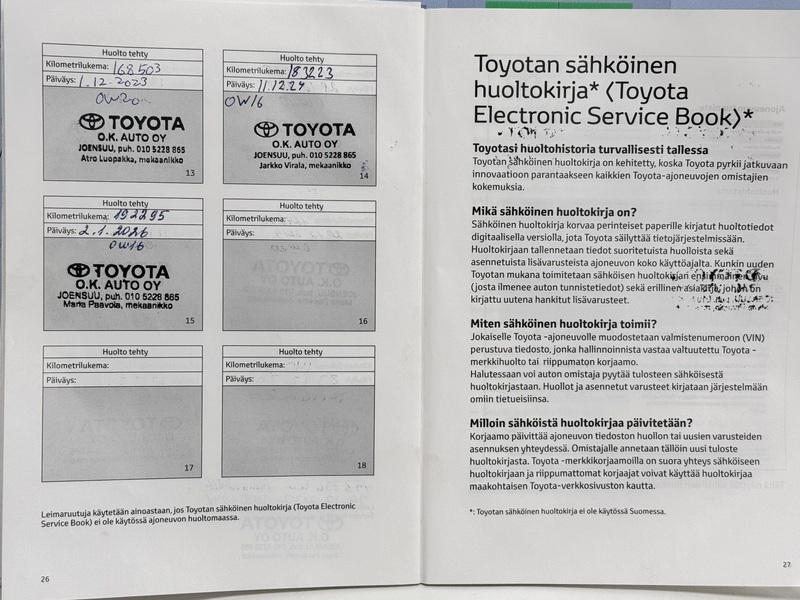 Huolto tehty
Kilometrilukema: 168503
Päiväys: 1.12.2023
OW20
TOYOTA
O.K. AUTO OY
JOENSUU, puh. 010 5228 865
Atro Luopakka, mekaanikko
13
Huolto tehty
Kilometrilukema: 183223
Päiväys: 11.12.24
OW16
TOYOTA
O.K. AUTO OY
JOENSUU, puh. 010 5228 865
Jarkko Virala, mekaanikko
14
Huolto tehty
Kilometrilukema: 192295
Päiväys: 2.1.2026
OW16
TOYOTA
O.K. AUTO OY
JOENSUU, puh. 010 5228 865
Maria Paavola, mekaanikko
15
Huolto tehty
Kilometrilukema:
Päiväys:
16
Huolto tehty
Kilometrilukema:
Päiväys:
17
Huolto tehty
Kilometrilukema:
Päiväys:
18
Leimaruutuja käytetään ainoastaan, jos Toyotan sähköinen huoltokirja (Toyota Electronic
Service Book) ei ole käytössä ajoneuvon huoltomaassa.
26
Toyotan sähköinen
huoltokirja* (Toyota
Electronic Service Book)*
Toyotasi huoltohistoria turvallisesti tallessa
Toyotan sähköinen huoltokirja on kehitetty, koska Toyota pyrkii jatkuvaan
innovaatioon parantaakseen kaikkien Toyota-ajoneuvojen omistajien
kokemuksia.
Mikä sähköinen huoltokirja on?
Sähköinen huoltokirja korvaa perinteiset paperille kirjatut huoltotiedot
digitaalisella versiolla, jota Toyota säilyttää tietojärjestelmissään.
Huoltokirjaan tallennetaan tiedot suoritetuista huolloista sekä
asennetuista lisävarusteista ajoneuvon koko käyttöajalta. Kunkin uuden
Toyotan mukana toimitetaan sähköisen huoltokirjan ensimmäinen sivu
(josta ilmenee auton tunnistetiedot) sekä erillinen asiakirja, johon on
kirjattu uutena hankitut lisävarusteet.
Miten sähköinen huoltokirja toimii?
Jokaiselle Toyota -ajoneuvolle muodostetaan valmistenumeroon (VIN)
perustuva tiedosto, jonka hallinnoinnista vastaa valtuutettu Toyota -
merkkihuolto tai riippumaton korjaamo.
Halutessaan voi auton omistaja pyytää tulosteen sähköisestä
huoltokirjastaan. Huollot ja asennetut varusteet kirjataan järjestelmään
omiin tietueisiinsa.
Milloin sähköistä huoltokirjaa päivitetään?
Korjaamo päivittää ajoneuvon tiedoston huollon tai uusien varusteiden
asennuksen yhteydessä. Omistajalle annetaan tällöin uusi tuloste
huoltokirjasta. Toyota -merkkikorjaamoilla on suora yhteys sähköiseen
huoltokirjaan ja riippumattomat korjaajat voivat käyttää huoltokirjaa
maakohtaisen Toyota-verkkosivuston kautta.
*: Toyotan sähköinen huoltokirja ei ole käytössä Suomessa.
27